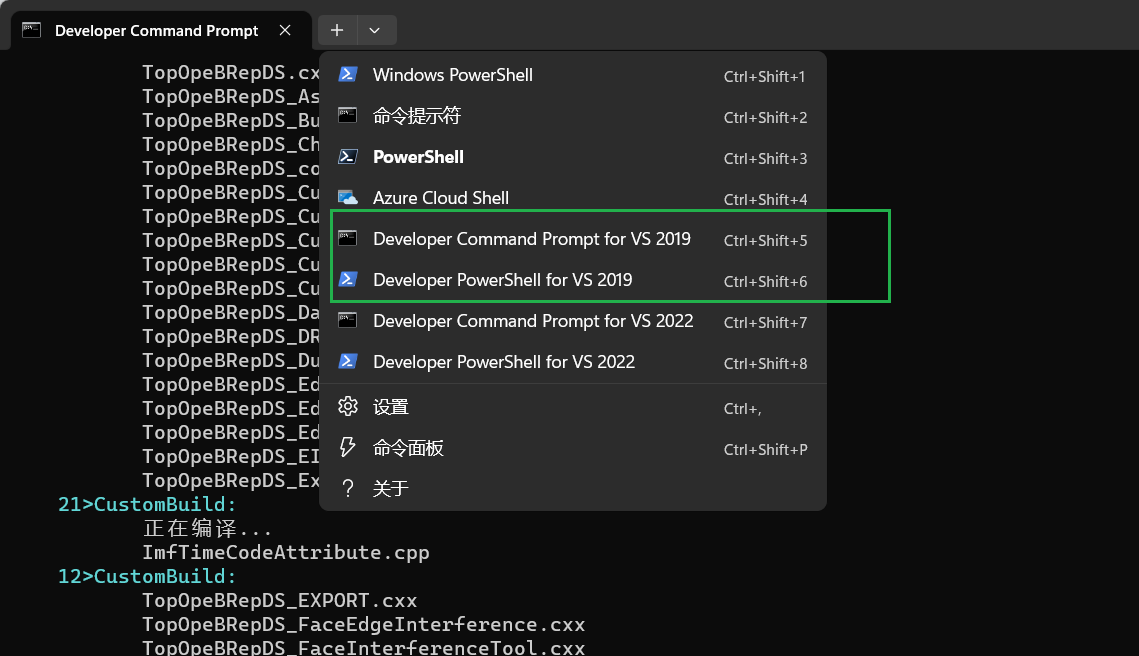 Developer Command Prompt
TopOpeBRepDS.cx
TopOpeBRepDS_As
TopOpeBRepDS_Bu
TopOpeBRepDS_Ch
TopOpeBRepDS_co
TopOpeBRepDS_Cu
TopOpeBRepDS_Cu
TopOpeBRepDS_Cu
TopOpeBRepDS_Cu
TopOpeBRepDS_Cu
TopOpeBRepDS_Da
TopOpeBRepDS_DR
TopOpeBRepDS_Du
TopOpeBRepDS_Ed
TopOpeBRepDS_Ed
TopOpeBRepDS_Ed
TopOpeBRepDS_EI
TopOpeBRepDS_Ex
Windows PowerShell Ctrl+Shift+1
命令提示符 Ctrl+Shift+2
PowerShell Ctrl+Shift+3
Azure Cloud Shell Ctrl+Shift+4
Developer Command Prompt for VS 2019 Ctrl+Shift+5
Developer PowerShell for VS 2019 Ctrl+Shift+6
Developer Command Prompt for VS 2022 Ctrl+Shift+7
Developer PowerShell for VS 2022 Ctrl+Shift+8
设置 Ctrl+,
命令面板 Ctrl+Shift+P
关于
21>CustomBuild:
正在编译...
ImfTimeCodeAttribute.cpp
12>CustomBuild:
TopOpeBRepDS_EXPORT.cxx
TopOpeBRepDS_FaceEdgeInterference.cxx
TopOpeBRepDS_FaceInterferenceTool.cxx